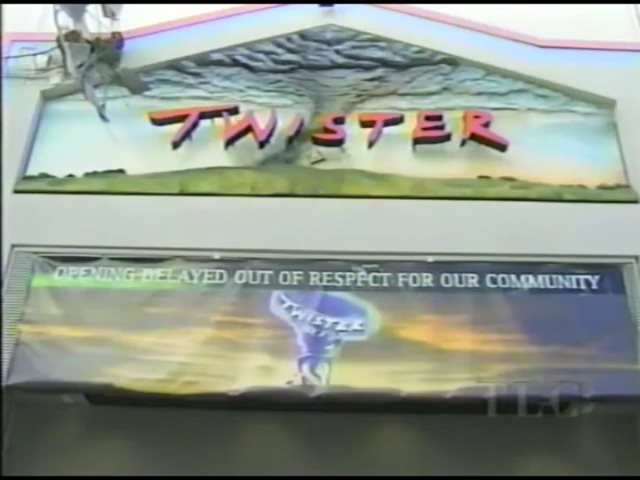 TWISTER
OPENING DELAYED OUT OF RESPECT FOR OUR COMMUNITY
TWISTER
TLC